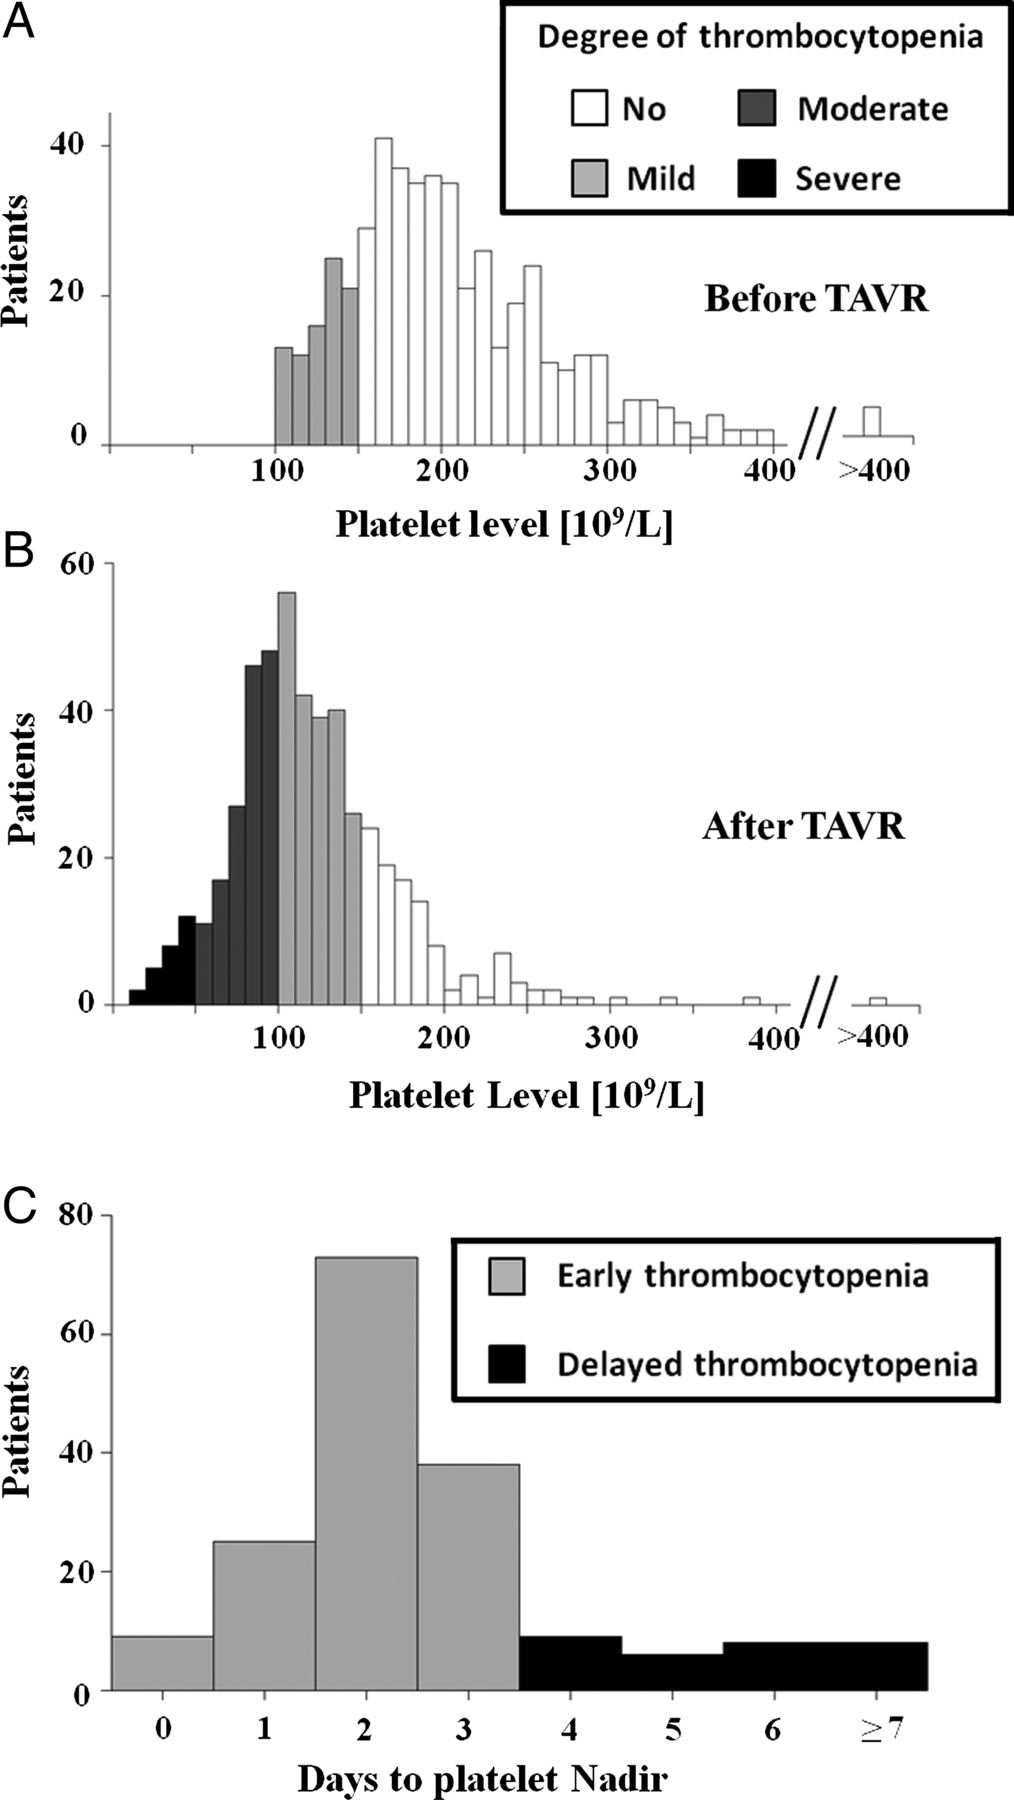 A
Degree of thrombocytopenia
No
Moderate
Mild
Severe
Patients
40
20
0
Before TAVR
100
200
300
400
>400
Platelet level [10⁹/L]
B
Patients
60
40
20
0
After TAVR
100
200
300
400
>400
Platelet Level [10⁹/L]
C
Patients
80
60
40
20
0
Early thrombocytopenia
Delayed thrombocytopenia
0 1 2 3 4 5 6 ≥7
Days to platelet Nadir